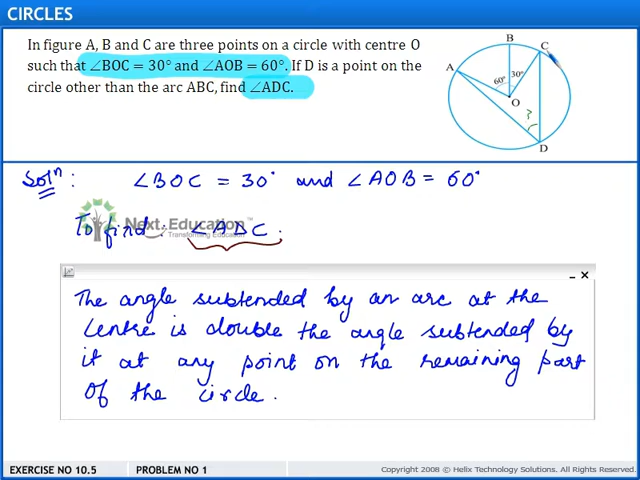 CIRCLES
In figure A, B and C are three points on a circle with centre O
such that ∠BOC = 30° and ∠AOB = 60°. If D is a point on the
circle other than the arc ABC, find ∠ADC.
B
C
A
60°
30°
O
?
D
Solⁿ : ∠BOC = 30° and ∠AOB = 60°
To find : ∠ADC :
Next Education
Transforming Education
The angle subtended by an arc at the
centre is double the angle subtended by
it at any point on the remaining part
of the circle.
EXERCISE NO 10.5 PROBLEM NO 1 Copyright 2008 © Helix Technology Solutions. All Rights Reserved.